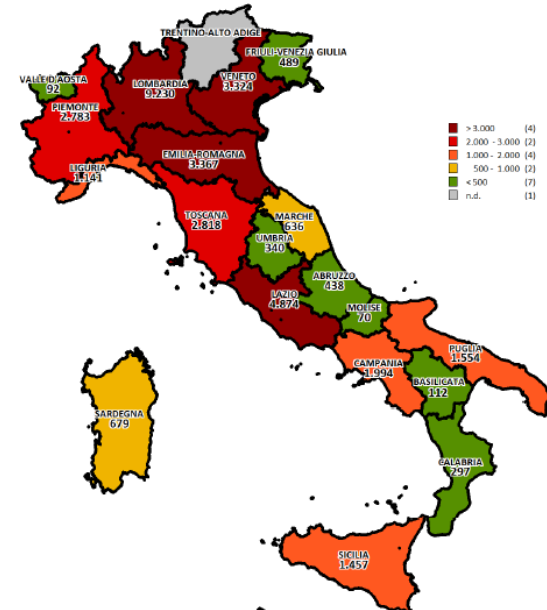 TRENTINO-ALTO ADIGE
FRIULI-VENEZIA GIULIA
489
VALLE D'AOSTA
92
LOMBARDIA
9.230
VENETO
3.324
PIEMONTE
2.783
EMILIA-ROMAGNA
3.367
LIGURIA
1.141
> 3.000 (4)
2.000 - 3.000 (2)
1.000 - 2.000 (4)
500 - 1.000 (2)
< 500 (7)
n.d. (1)
TOSCANA
2.818
MARCHE
636
UMBRIA
340
ABRUZZO
438
LAZIO
4.874
MOLISE
70
PUGLIA
1.554
CAMPANIA
1.994
BASILICATA
112
SARDEGNA
679
CALABRIA
297
SICILIA
1.457